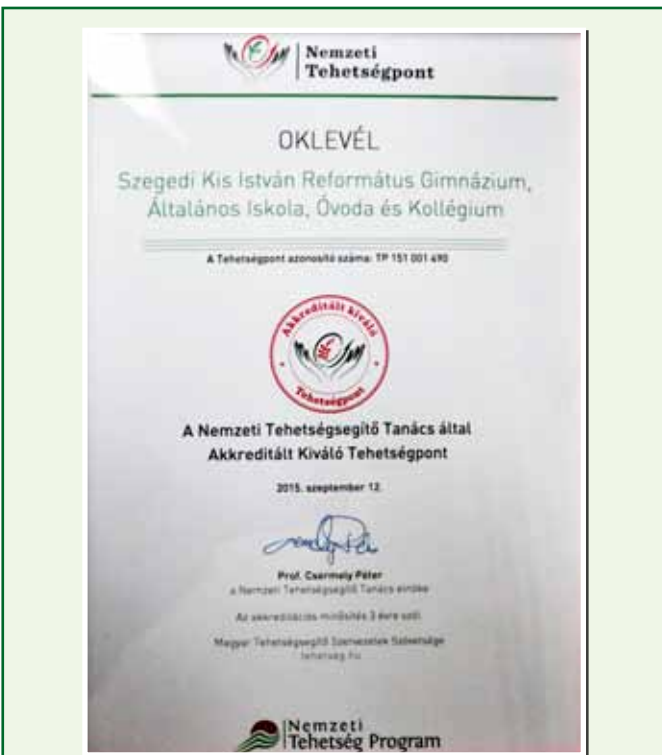 Nemzeti
Tehetségpont
OKLEVÉL
Szegedi Kis István Református Gimnázium,
Általános Iskola, Óvoda és Kollégium
A Tehetségpont azonosító száma: TP 151 001 490
Akkreditált kiváló
Tehetségpont
A Nemzeti Tehetségsegítő Tanács által
Akkreditált Kiváló Tehetségpont
2015. szeptember 12.
Prof. Csermely Péter
a Nemzeti Tehetségsegítő Tanács elnöke
Az akkreditációs minősítés 3 évre szól.
Magyar Tehetségsegítő Szervezetek Szövetsége
tehetseg.hu
Nemzeti
Tehetség Program